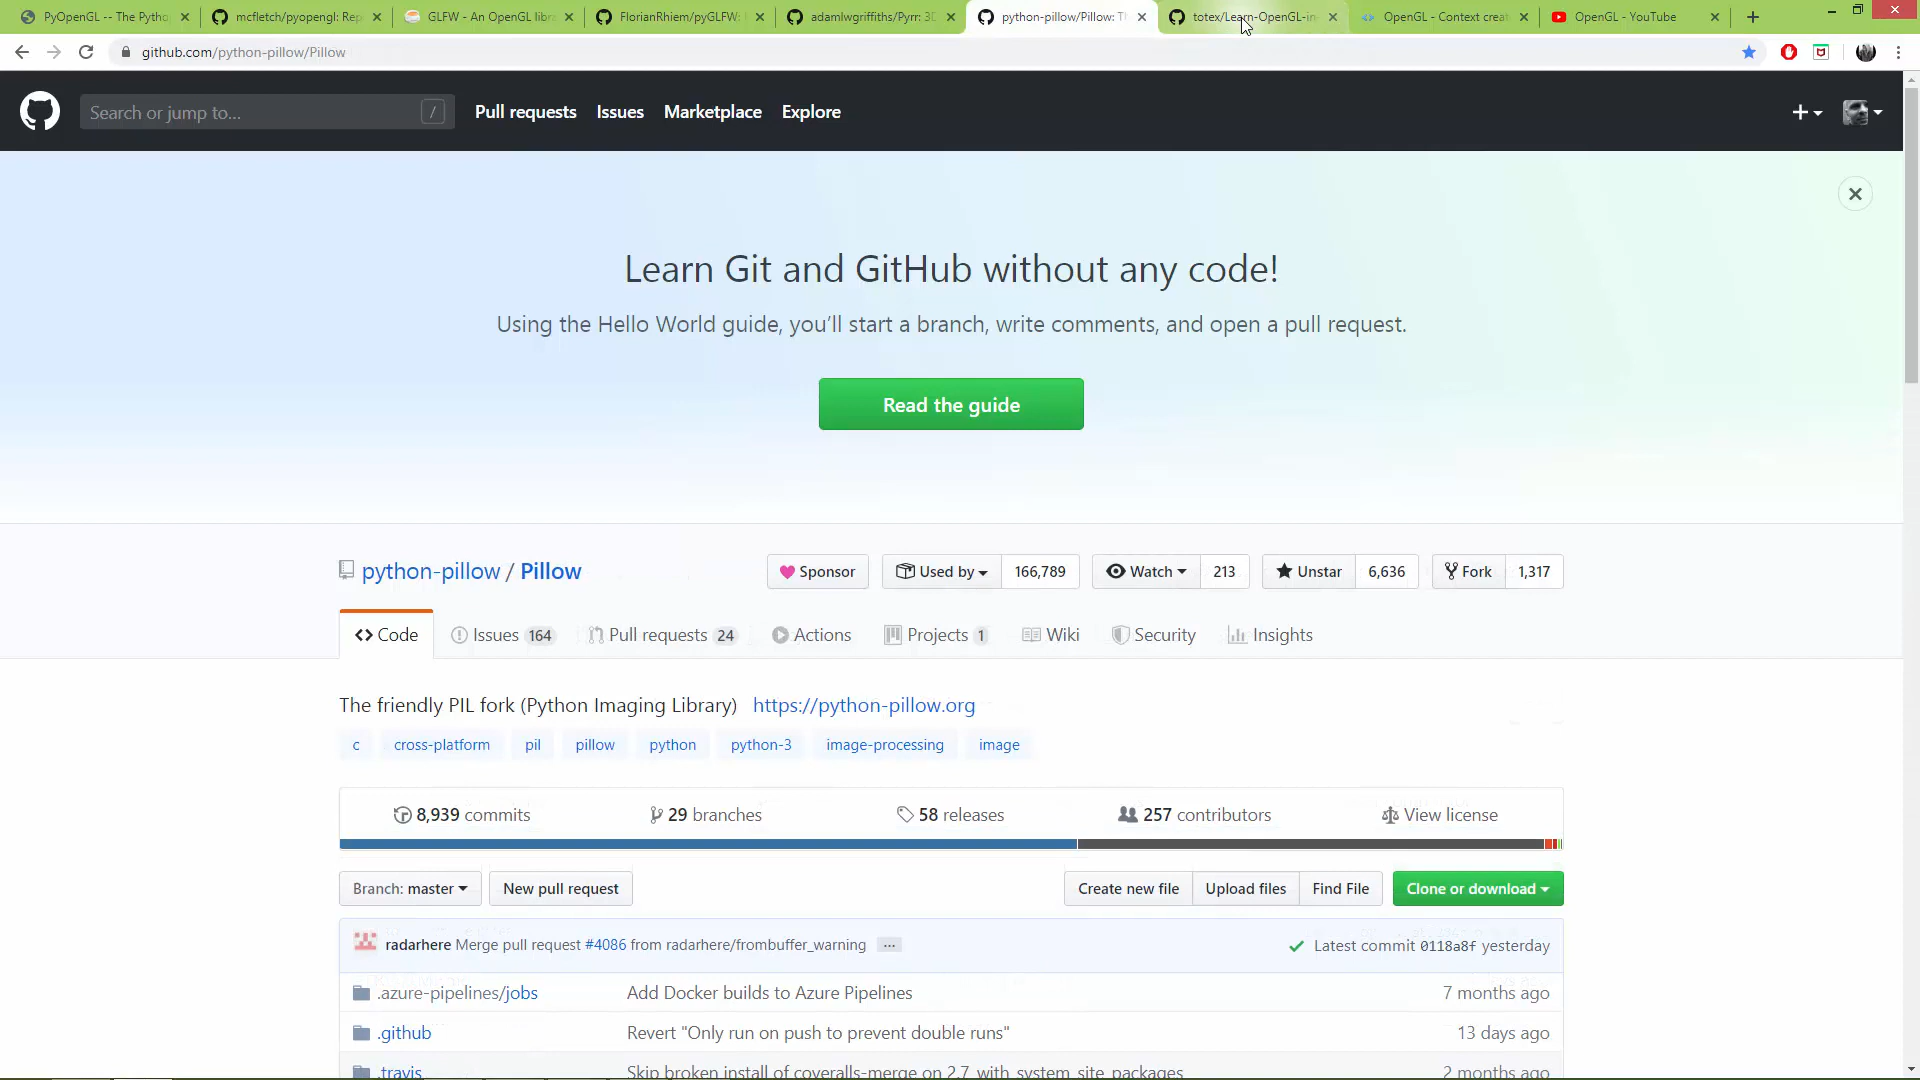 PyOpenGL -- The Pytho
mcfletch/pyopengl: Rep
GLFW - An OpenGL libra
FlorianRhiem/pyGLFW:
adamlwgriffiths/Pyrr: 3D
python-pillow/Pillow: Th
totex/Learn-OpenGL-in-
OpenGL - Context creat
OpenGL - YouTube
github.com/python-pillow/Pillow
Search or jump to...
/
Pull requests
Issues
Marketplace
Explore
Learn Git and GitHub without any code!
Using the Hello World guide, you’ll start a branch, write comments, and open a pull request.
Read the guide
python-pillow / Pillow
Sponsor
Used by
166,789
Watch
213
Unstar
6,636
Fork
1,317
Code
Issues 164
Pull requests 24
Actions
Projects 1
Wiki
Security
Insights
The friendly PIL fork (Python Imaging Library) https://python-pillow.org
c
cross-platform
pil
pillow
python
python-3
image-processing
image
8,939 commits
29 branches
58 releases
257 contributors
View license
Branch: master
New pull request
Create new file
Upload files
Find File
Clone or download
radarhere Merge pull request #4086 from radarhere/frombuffer_warning ...
Latest commit 0118a8f yesterday
.azure-pipelines/jobs
Add Docker builds to Azure Pipelines
7 months ago
.github
Revert "Only run on push to prevent double runs"
13 days ago
.travis
Skip broken install of coveralls-merge on 2.7 with system site packages
2 months ago